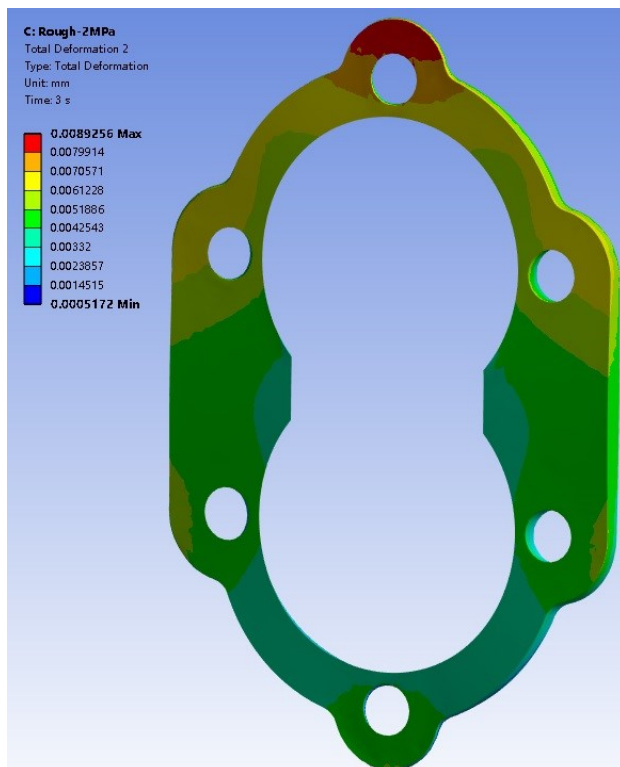 C: Rough-2MPa
Total Deformation 2
Type: Total Deformation
Unit: mm
Time: 3 s
0.0089256 Max
0.0079914
0.0070571
0.0061228
0.0051886
0.0042543
0.00332
0.0023857
0.0014515
0.0005172 Min